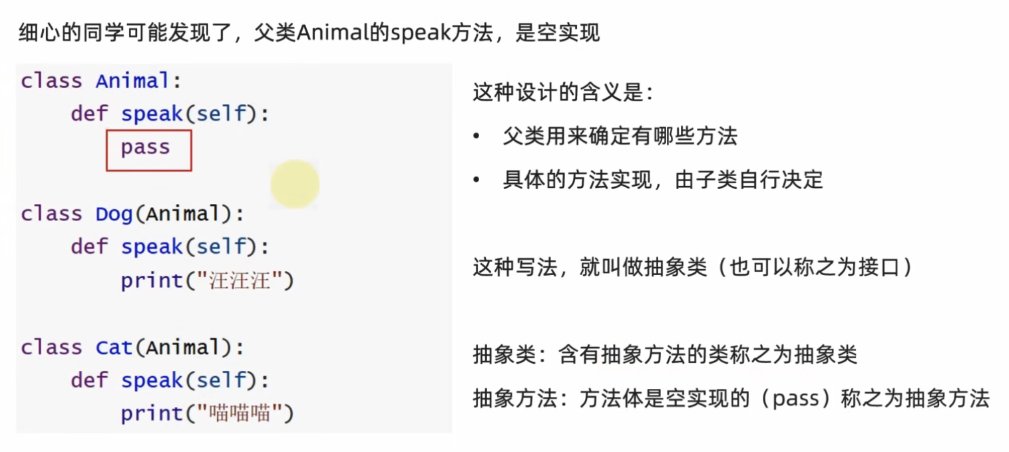 细心的同学可能发现了，父类Animal的speak方法，是空实现
class Animal:
    def speak(self):
        pass
class Dog(Animal):
    def speak(self):
        print("汪汪汪")
class Cat(Animal):
    def speak(self):
        print("喵喵喵")
这种设计的含义是：
• 父类用来确定有哪些方法
• 具体的方法实现，由子类自行决定
这种写法，就叫做抽象类（也可以称之为接口）
抽象类：含有抽象方法的类称之为抽象类
抽象方法：方法体是空实现的（pass）称之为抽象方法